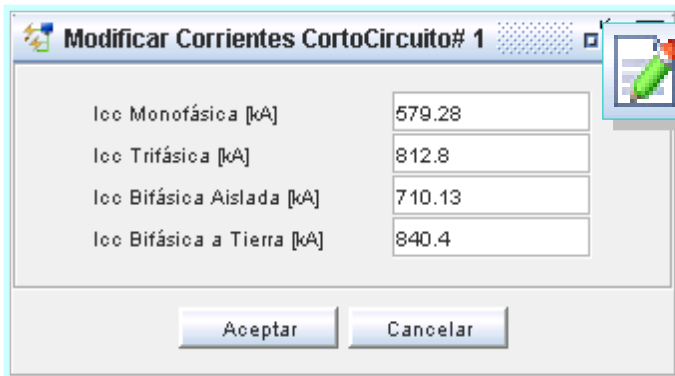 Modificar Corrientes CortoCircuito# 1
Icc Monofásica [kA] 579.28
Icc Trifásica [kA] 812.8
Icc Bifásica Aislada [kA] 710.13
Icc Bifásica a Tierra [kA] 840.4
Aceptar Cancelar